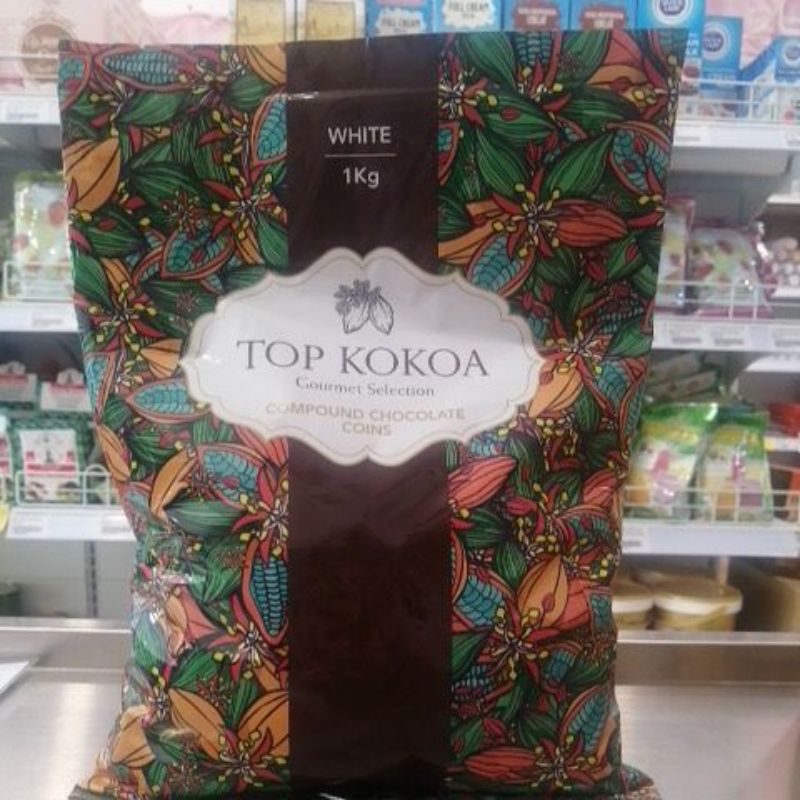 WHITE
1Kg
TOP KOKOA
Gourmet Selection
COMPOUND CHOCOLATE
COINS